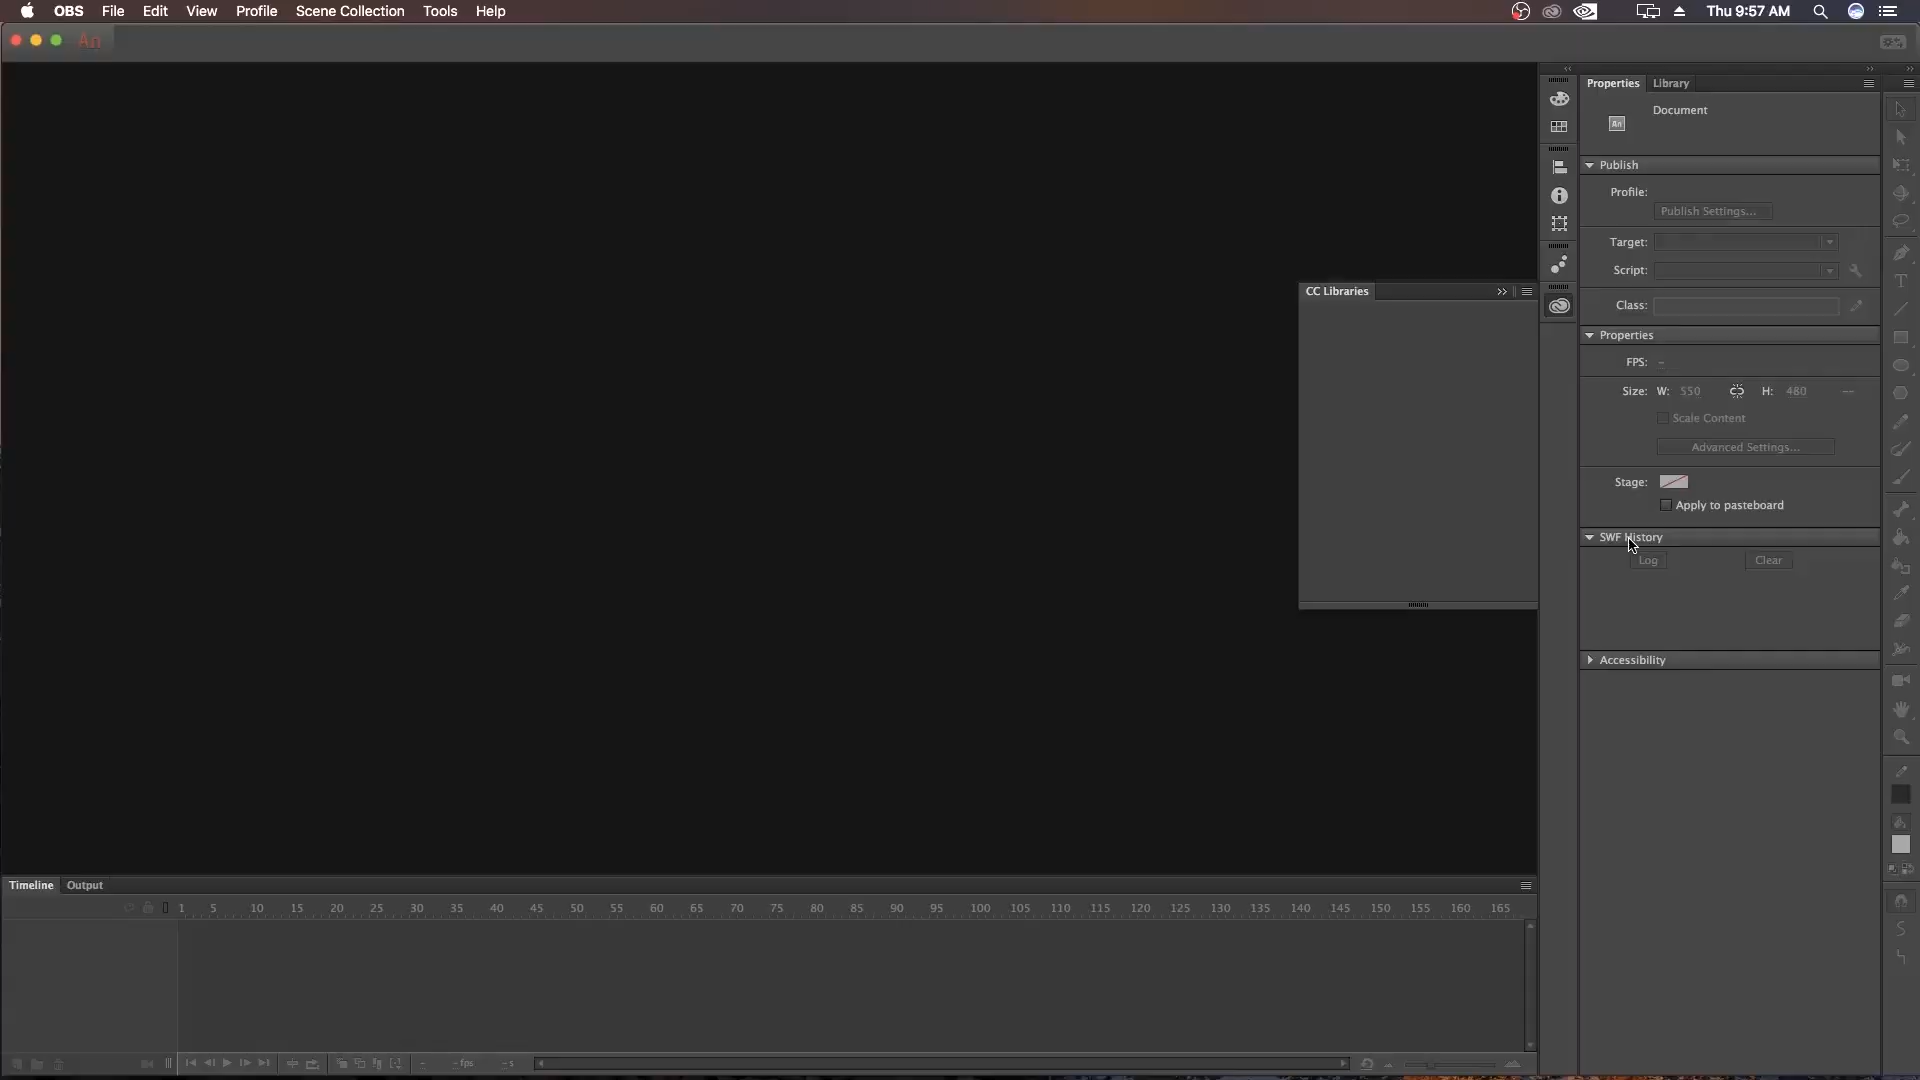 OBS File Edit View Profile Scene Collection Tools Help Thu 9:57 AM
An
Properties Library
An Document
Publish
Profile:
Publish Settings...
Target:
Script:
Class:
CC Libraries
Properties
FPS: -
Size: W: 550 H: 480
Scale Content
Advanced Settings...
Stage:
Apply to pasteboard
SWF History
Log Clear
Accessibility
Timeline Output
1 5 10 15 20 25 30 35 40 45 50 55 60 65 70 75 80 85 90 95 100 105 110 115 120 125 130 135 140 145 150 155 160 165
- - fps - s